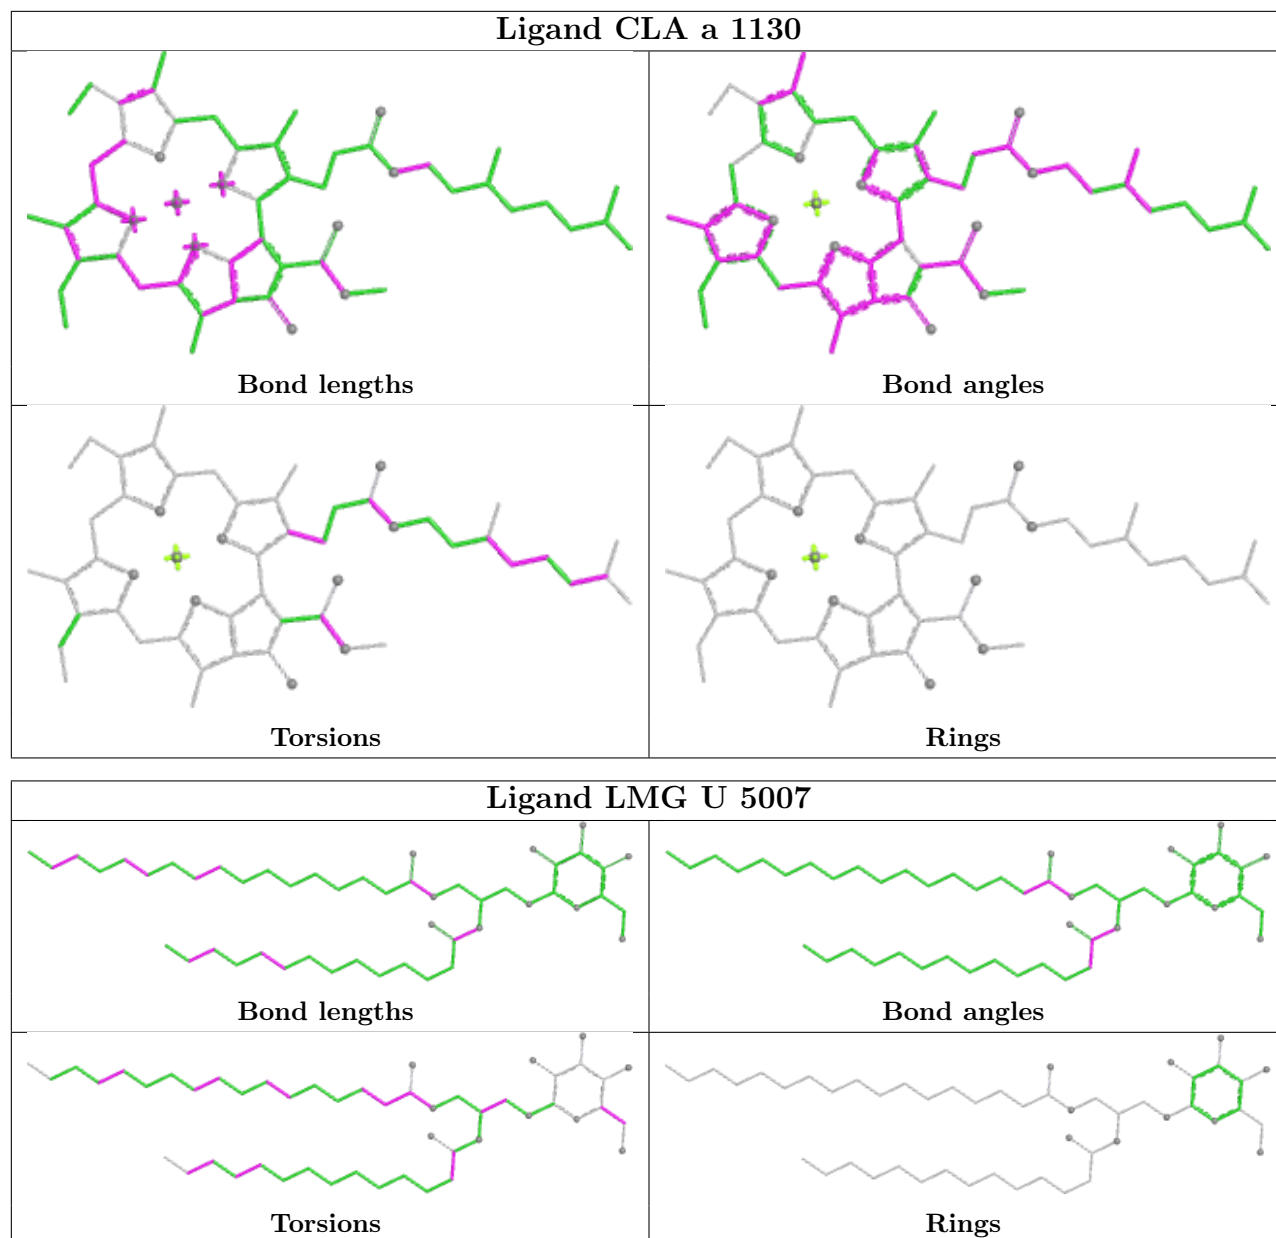 Ligand CLA a 1130
Bond lengths
Bond angles
Torsions
Rings
Ligand LMG U 5007
Bond lengths
Bond angles
Torsions
Rings